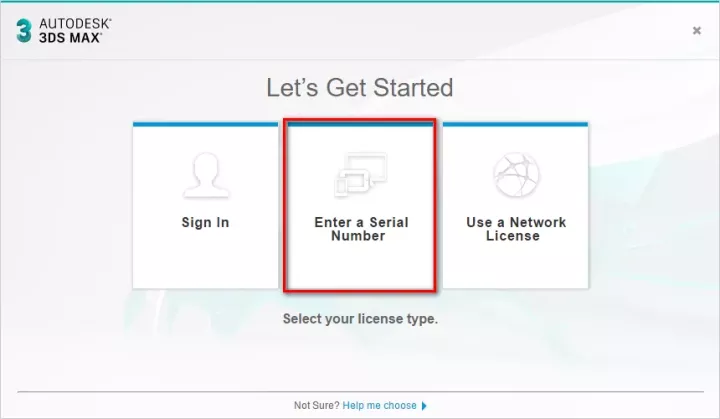 3 AUTODESK®
3DS MAX®
Let's Get Started
Sign In
Enter a Serial
Number
Use a Network
License
Select your license type.
Not Sure? Help me choose